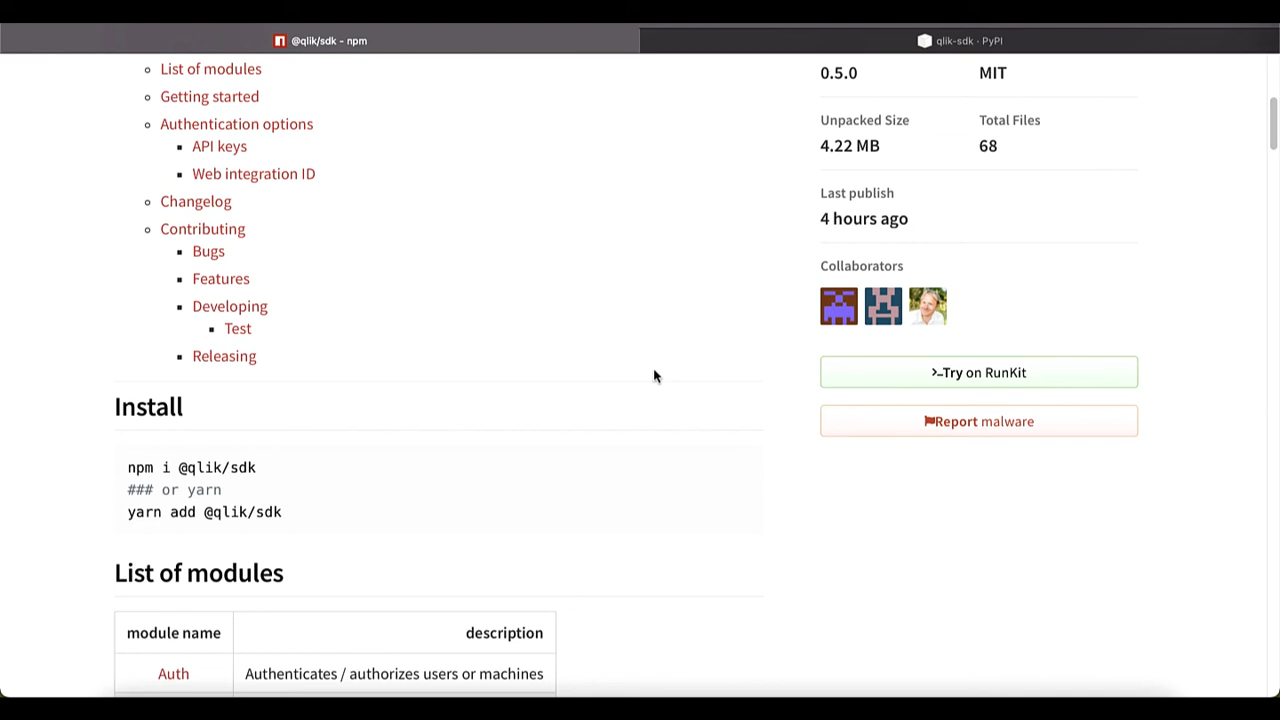 @qlik/sdk - npm
qlik-sdk · PyPI
List of modules
Getting started
Authentication options
API keys
Web integration ID
Changelog
Contributing
Bugs
Features
Developing
Test
Releasing
Install
npm i @qlik/sdk
### or yarn
yarn add @qlik/sdk
List of modules
module name description
Auth Authenticates / authorizes users or machines
0.5.0 MIT
Unpacked Size Total Files
4.22 MB 68
Last publish
4 hours ago
Collaborators
>-Try on RunKit
Report malware